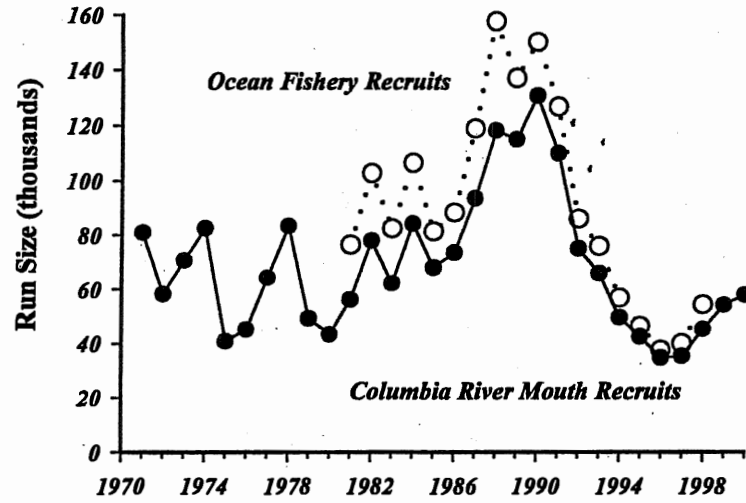 160
140
120
100
80
60
40
20
0
Run Size (thousands)
Ocean Fishery Recruits
Columbia River Mouth Recruits
1970 1974 1978 1982 1986 1990 1994 1998